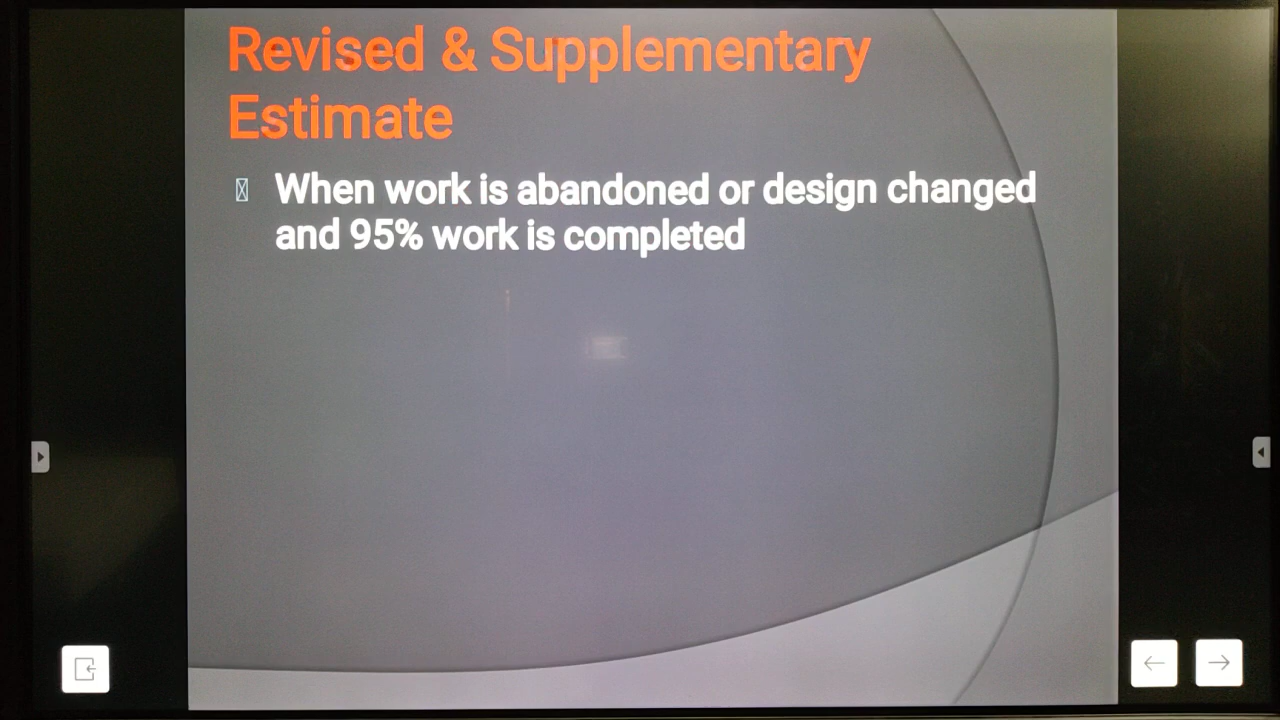 Revised & Supplementary
Estimate
When work is abandoned or design changed
and 95% work is completed